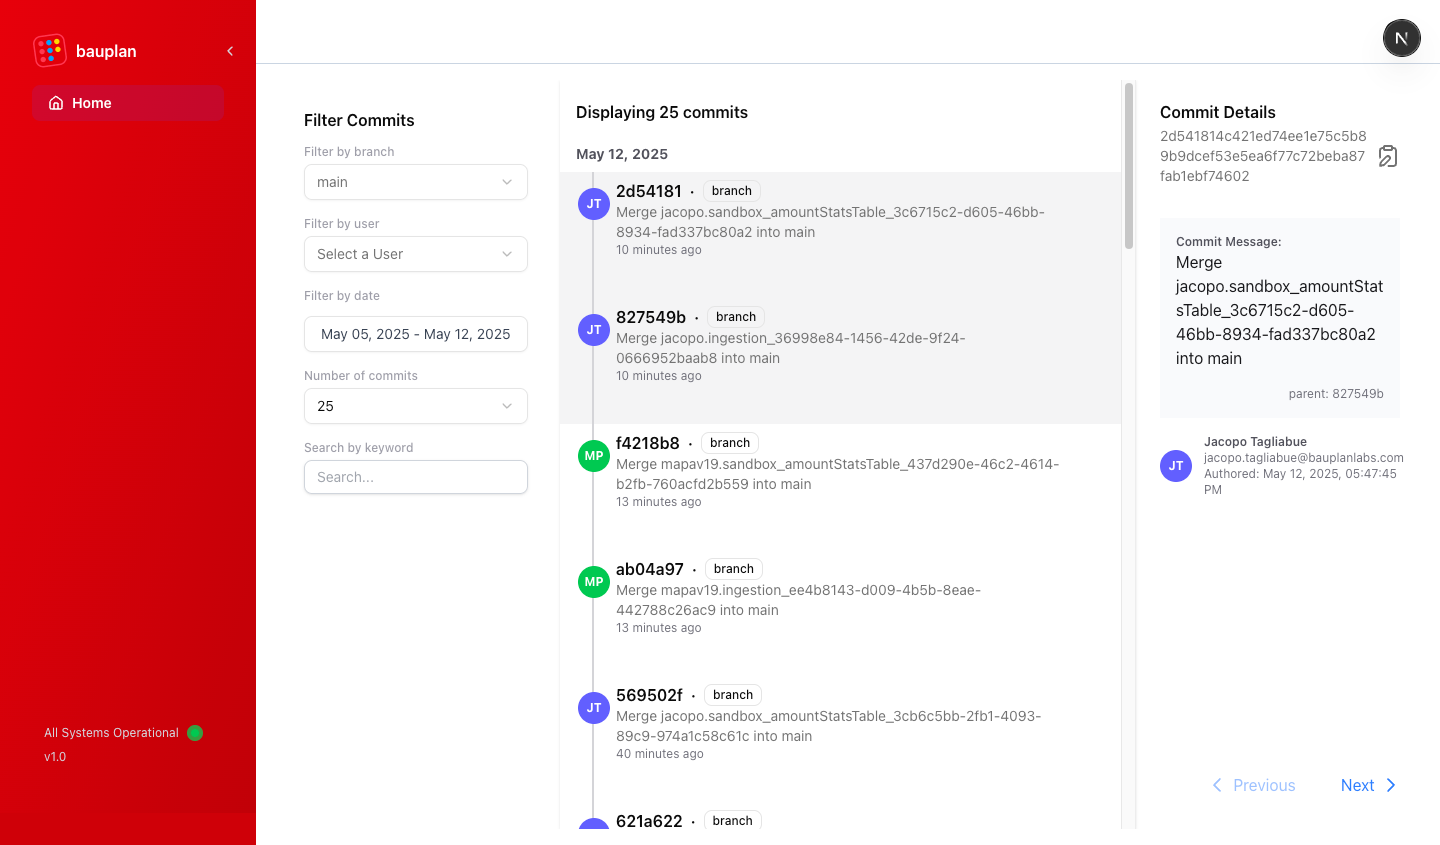 bauplan
Home
All Systems Operational
v1.0
N
Filter Commits
Filter by branch
main
Filter by user
Select a User
Filter by date
May 05, 2025 - May 12, 2025
Number of commits
25
Search by keyword
Search...
Displaying 25 commits
May 12, 2025
JT
2d54181 · branch
Merge jacopo.sandbox_amountStatsTable_3c6715c2-d605-46bb-
8934-fad337bc80a2 into main
10 minutes ago
JT
827549b · branch
Merge jacopo.ingestion_36998e84-1456-42de-9f24-
0666952baab8 into main
10 minutes ago
MP
f4218b8 · branch
Merge mapav19.sandbox_amountStatsTable_437d290e-46c2-4614-
b2fb-760acfd2b559 into main
13 minutes ago
MP
ab04a97 · branch
Merge mapav19.ingestion_ee4b8143-d009-4b5b-8eae-
442788c26ac9 into main
13 minutes ago
JT
569502f · branch
Merge jacopo.sandbox_amountStatsTable_3cb6c5bb-2fb1-4093-
89c9-974a1c58c61c into main
40 minutes ago
621a622 · branch
Commit Details
2d541814c421ed74ee1e75c5b8
9b9dcef53e5ea6f77c72beba87
fab1ebf74602
Commit Message:
Merge
jacopo.sandbox_amountStat
sTable_3c6715c2-d605-
46bb-8934-fad337bc80a2
into main
parent: 827549b
JT
Jacopo Tagliabue
jacopo.tagliabue@bauplanlabs.com
Authored: May 12, 2025, 05:47:45
PM
Previous
Next